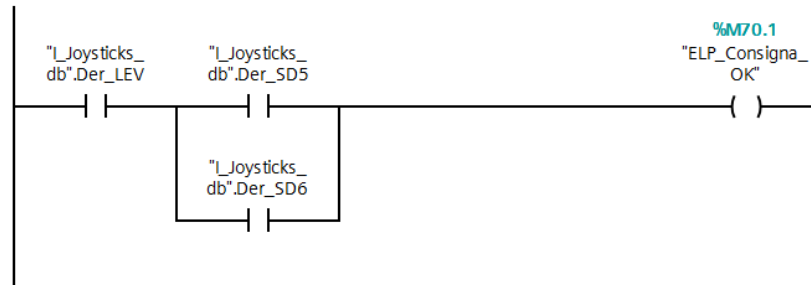 %M70.1
"I_Joysticks_
db".Der_LEV
"I_Joysticks_
db".Der_SD5
"ELP_Consigna_
OK"
"I_Joysticks_
db".Der_SD6